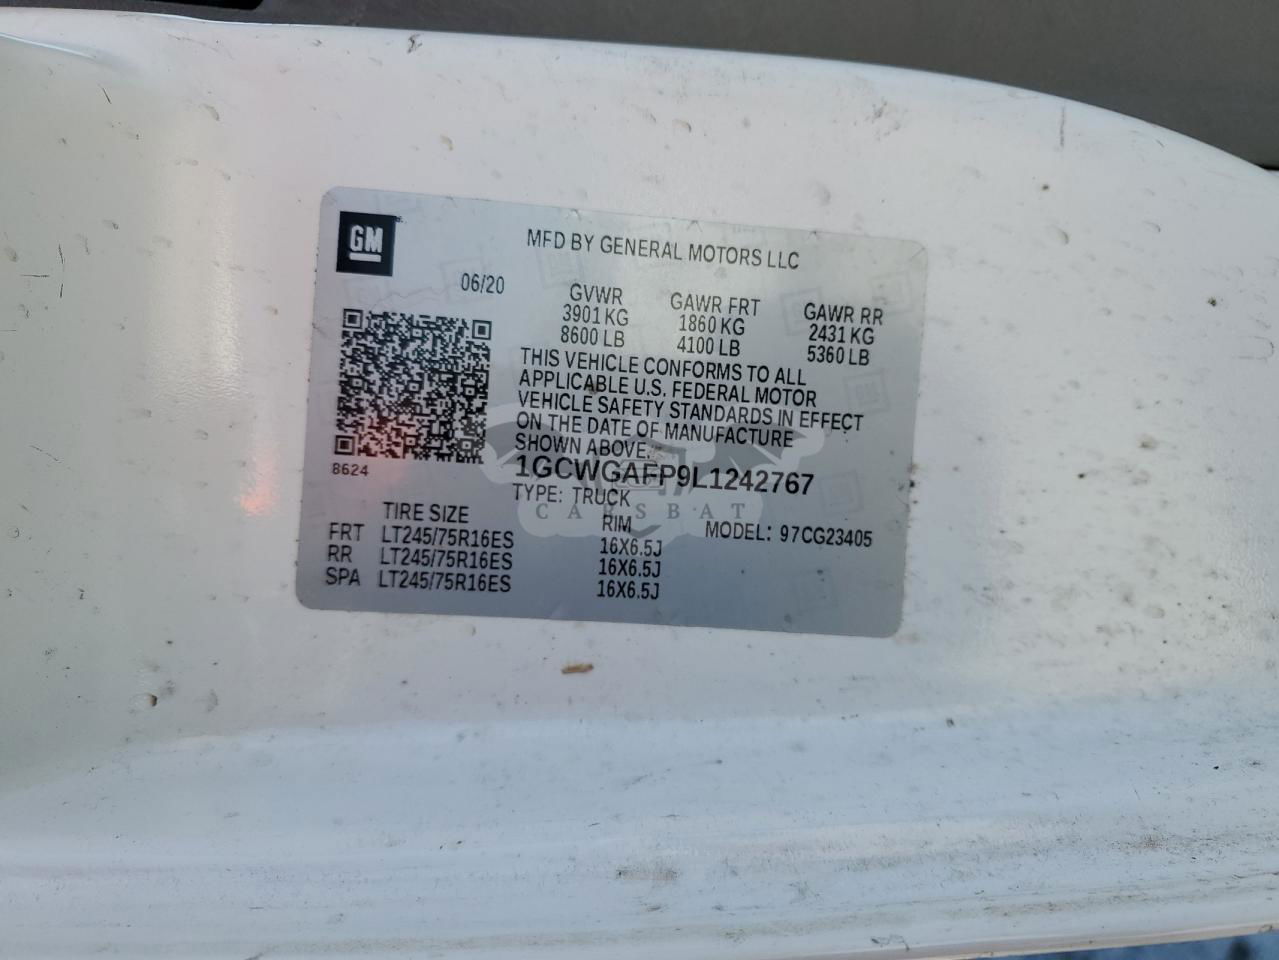 GM
MFD BY GENERAL MOTORS LLC
06/20
GVWR GAWR FRT GAWR RR
3901 KG 1860 KG 2431 KG
8600 LB 4100 LB 5360 LB
THIS VEHICLE CONFORMS TO ALL
APPLICABLE U.S. FEDERAL MOTOR
VEHICLE SAFETY STANDARDS IN EFFECT
ON THE DATE OF MANUFACTURE
SHOWN ABOVE.
8624
1GCWGAFP9L1242767
TYPE: TRUCK
CARSBAT
TIRE SIZE RIM MODEL: 97CG23405
FRT LT245/75R16ES 16X6.5J
RR LT245/75R16ES 16X6.5J
SPA LT245/75R16ES 16X6.5J